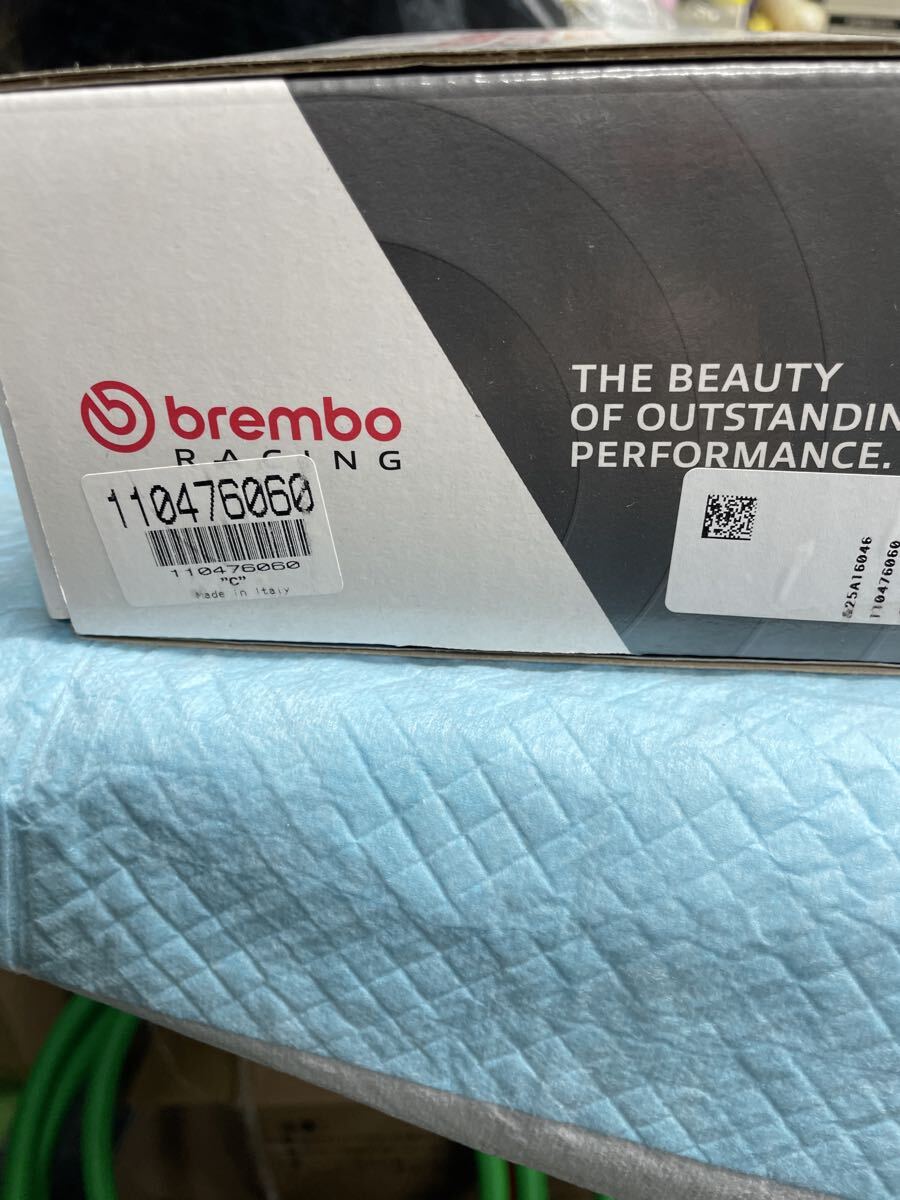 brembo
RACING
110476060
110476060
"C"
Made in Italy
THE BEAUTY
OF OUTSTANDIN
PERFORMANCE.
&25A16046
110476060